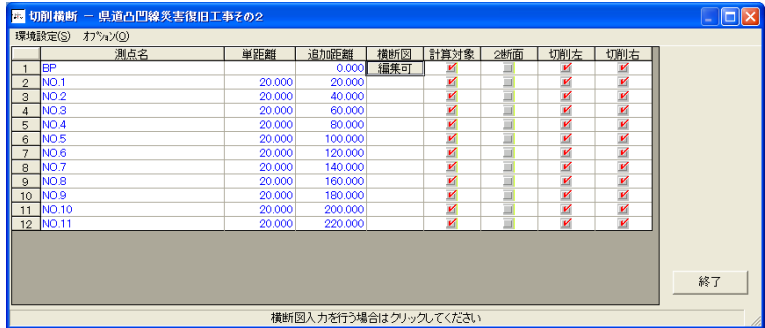 切削横断 － 県道凸凹線災害復旧工事その2
環境設定(S) オプション(O)
測点名 単距離 追加距離 横断図 計算対象 2断面 切削左 切削右
1 BP 0.000 編集可
2 NO.1 20.000 20.000
3 NO.2 20.000 40.000
4 NO.3 20.000 60.000
5 NO.4 20.000 80.000
6 NO.5 20.000 100.000
7 NO.6 20.000 120.000
8 NO.7 20.000 140.000
9 NO.8 20.000 160.000
10 NO.9 20.000 180.000
11 NO.10 20.000 200.000
12 NO.11 20.000 220.000
終了
横断図入力を行う場合はクリックしてください